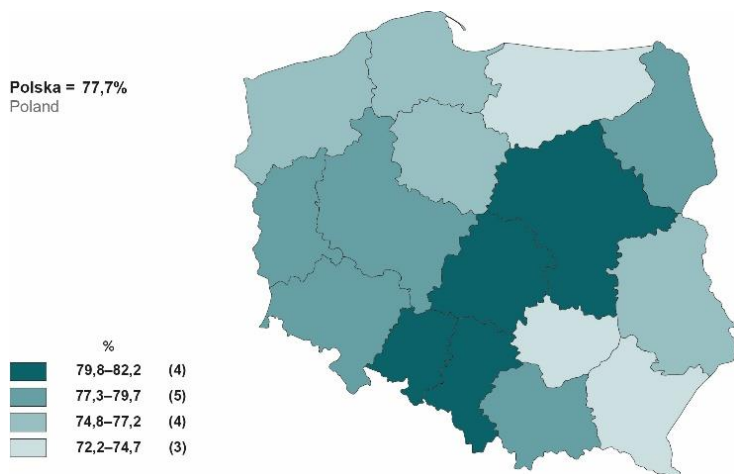 Polska = 77,7%
Poland
%
79,8–82,2 (4)
77,3–79,7 (5)
74,8–77,2 (4)
72,2–74,7 (3)